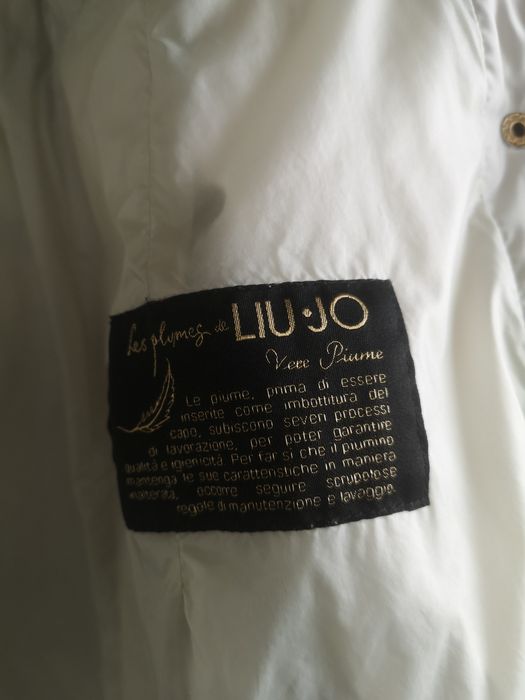 Les plumes de LIU·JO
Vere Piume
Le piume, prima di essere
inserite come imbottitura del
capo, subiscono severi processi
di lavorazione, per poter garantire
qualità e igienicità. Per far sì che il piumino
mantenga le sue caratteristiche in maniera
inalterata, occorre seguire scrupolose
regole di manutenzione e lavaggio.